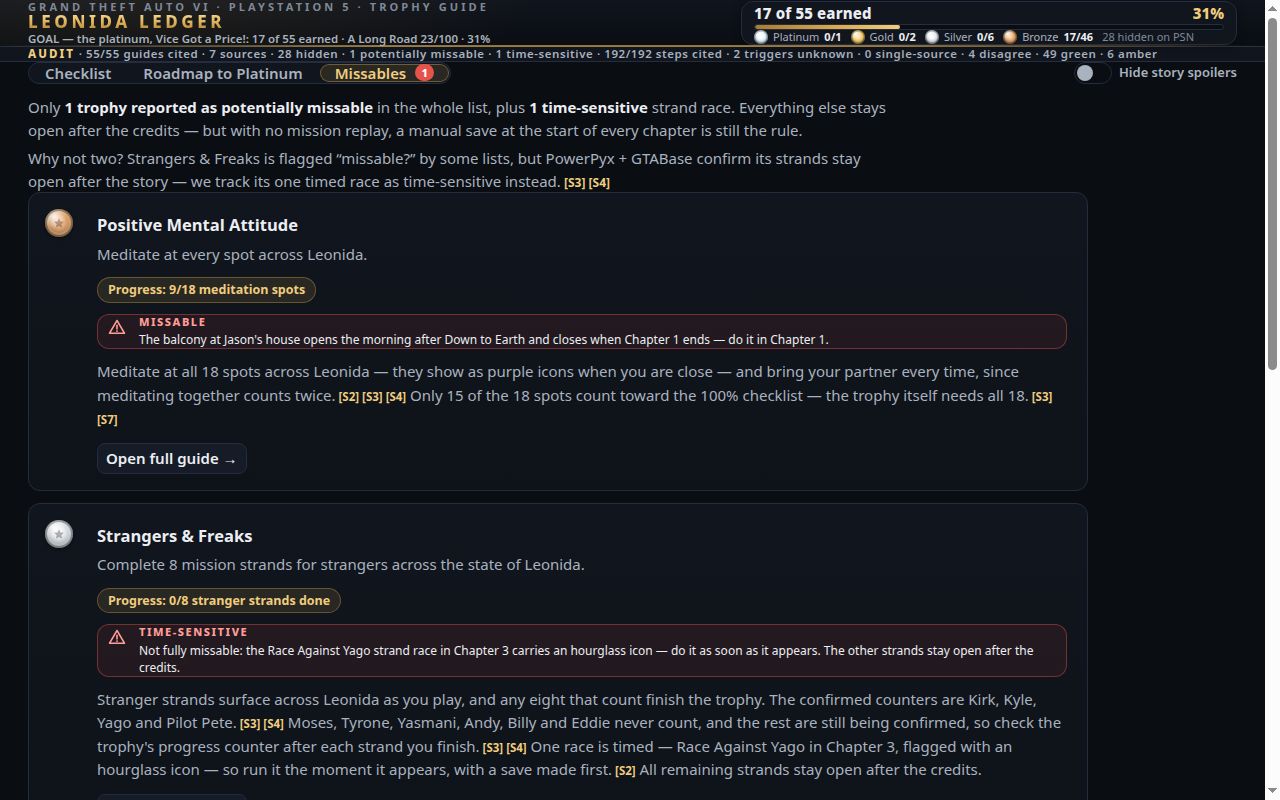 GRAND THEFT AUTO VI · PLAYSTATION 5 · TROPHY GUIDE
LEONIDA LEDGER
GOAL — the platinum, Vice Got a Price!: 17 of 55 earned · A Long Road 23/100 · 31%
17 of 55 earned 31%
Platinum 0/1 Gold 0/2 Silver 0/6 Bronze 17/46 28 hidden on PSN
AUDIT · 55/55 guides cited · 7 sources · 28 hidden · 1 potentially missable · 1 time-sensitive · 192/192 steps cited · 2 triggers unknown · 0 single-source · 4 disagree · 49 green · 6 amber
Checklist Roadmap to Platinum Missables 1 Hide story spoilers
Only 1 trophy reported as potentially missable in the whole list, plus 1 time-sensitive strand race. Everything else stays
open after the credits — but with no mission replay, a manual save at the start of every chapter is still the rule.
Why not two? Strangers & Freaks is flagged “missable?” by some lists, but PowerPyx + GTABase confirm its strands stay
open after the story — we track its one timed race as time-sensitive instead. [S3] [S4]
Positive Mental Attitude
Meditate at every spot across Leonida.
Progress: 9/18 meditation spots
MISSABLE
The balcony at Jason's house opens the morning after Down to Earth and closes when Chapter 1 ends — do it in Chapter 1.
Meditate at all 18 spots across Leonida — they show as purple icons when you are close — and bring your partner every time, since
meditating together counts twice. [S2] [S3] [S4] Only 15 of the 18 spots count toward the 100% checklist — the trophy itself needs all 18. [S3]
[S7]
Open full guide →
Strangers & Freaks
Complete 8 mission strands for strangers across the state of Leonida.
Progress: 0/8 stranger strands done
TIME-SENSITIVE
Not fully missable: the Race Against Yago strand race in Chapter 3 carries an hourglass icon — do it as soon as it appears. The other strands stay open after the
credits.
Stranger strands surface across Leonida as you play, and any eight that count finish the trophy. The confirmed counters are Kirk, Kyle,
Yago and Pilot Pete. [S3] [S4] Moses, Tyrone, Yasmani, Andy, Billy and Eddie never count, and the rest are still being confirmed, so check the
trophy's progress counter after each strand you finish. [S3] [S4] One race is timed — Race Against Yago in Chapter 3, flagged with an
hourglass icon — so run it the moment it appears, with a save made first. [S2] All remaining strands stay open after the credits.